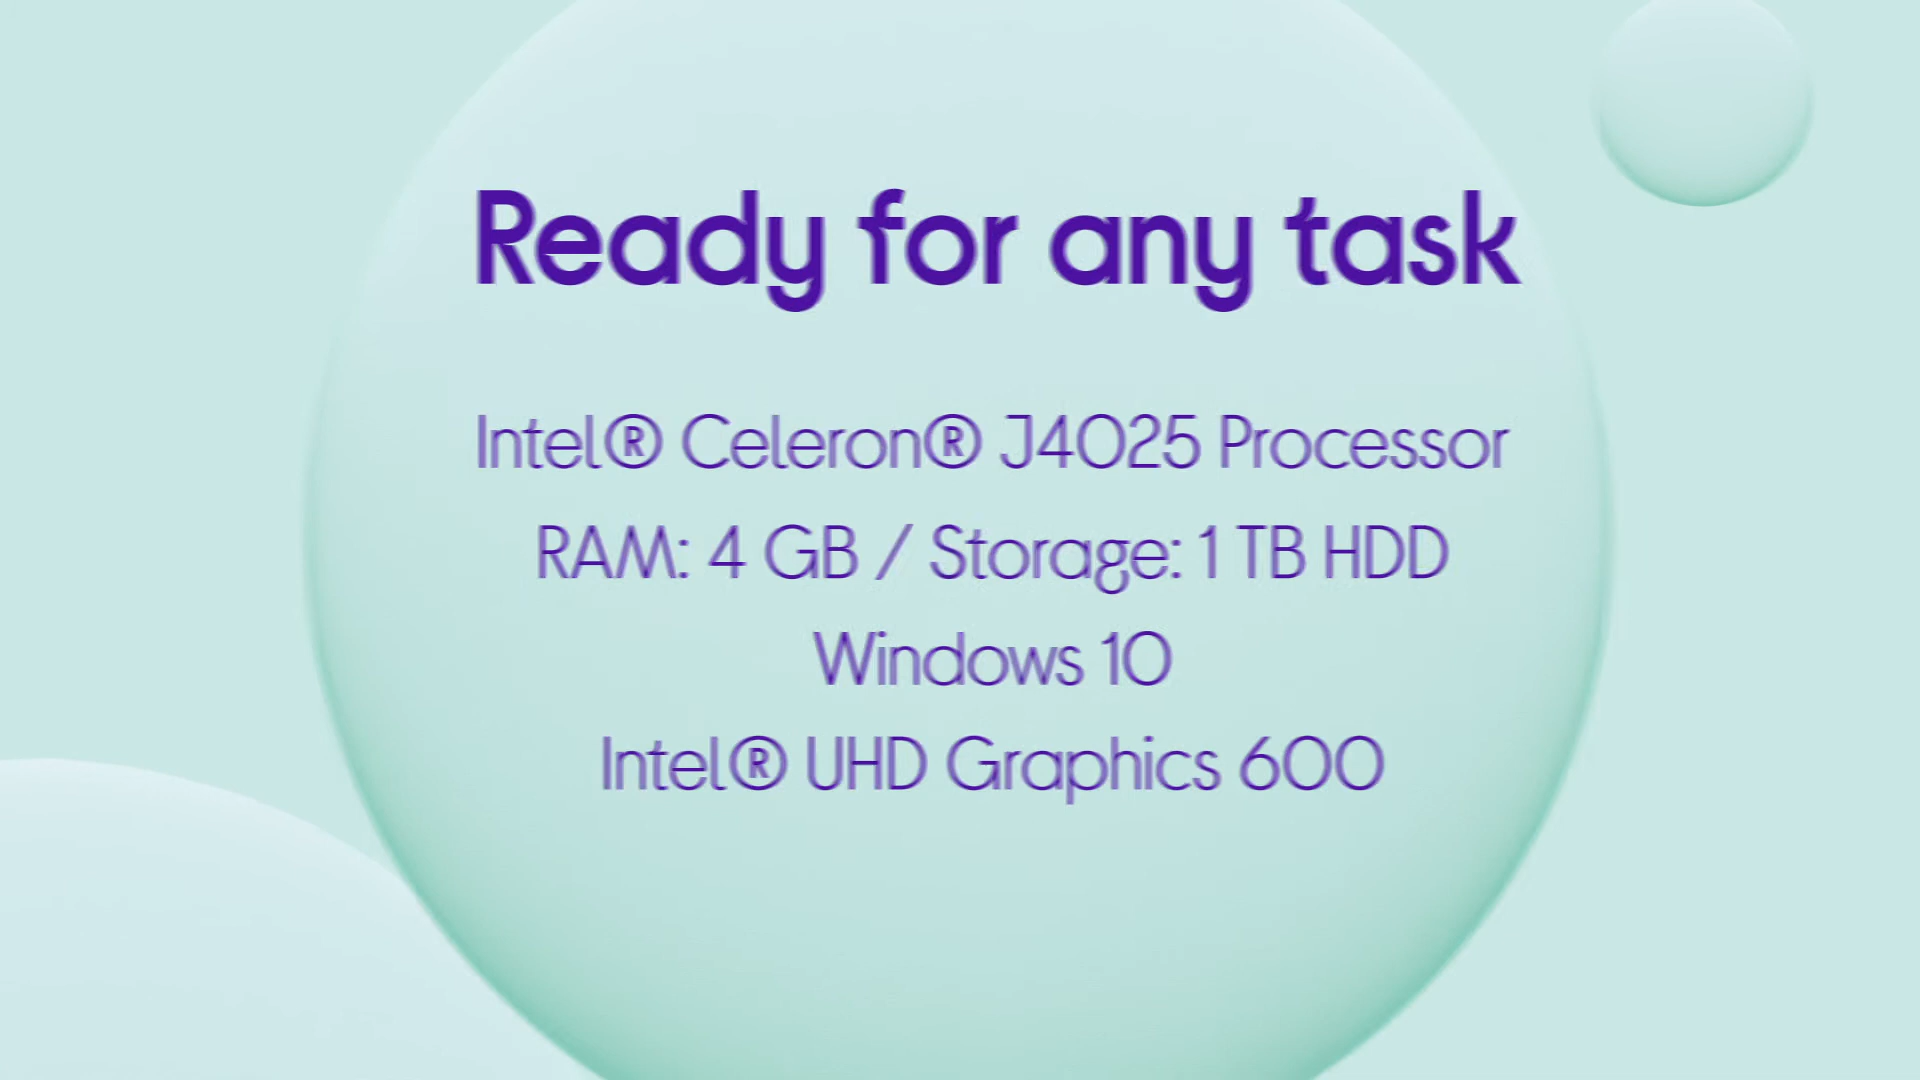 Ready for any task
Intel® Celeron® J4025 Processor
RAM: 4 GB / Storage: 1 TB HDD
Windows 10
Intel® UHD Graphics 600